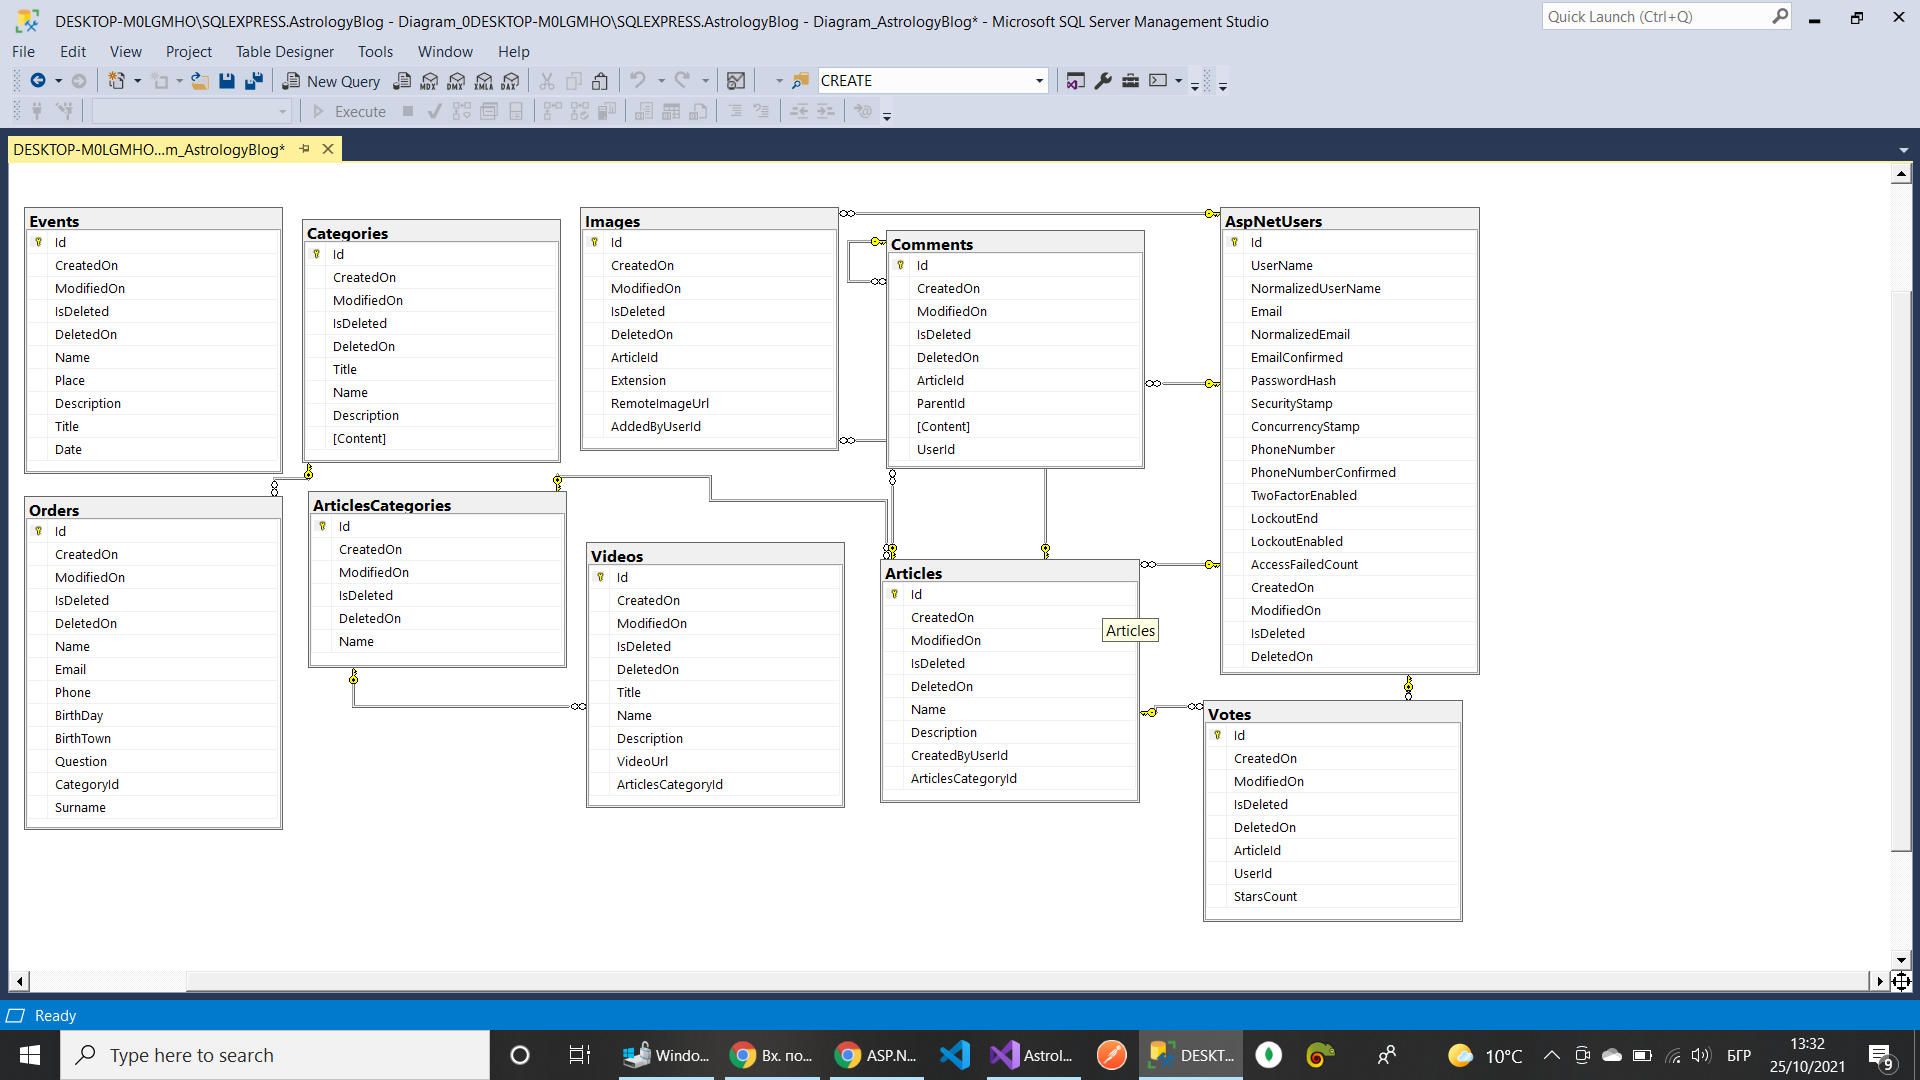 DESKTOP-M0LGMHO\SQLEXPRESS.AstrologyBlog - Diagram_0DESKTOP-M0LGMHO\SQLEXPRESS.AstrologyBlog - Diagram_AstrologyBlog* - Microsoft SQL Server Management Studio
Quick Launch (Ctrl+Q)
File Edit View Project Table Designer Tools Window Help
New Query MDX DMX XMLA DAX CREATE
Execute
DESKTOP-M0LGMHO...m_AstrologyBlog*
Events
Id
CreatedOn
ModifiedOn
IsDeleted
DeletedOn
Name
Place
Description
Title
Date
Categories
Id
CreatedOn
ModifiedOn
IsDeleted
DeletedOn
Title
Name
Description
[Content]
Images
Id
CreatedOn
ModifiedOn
IsDeleted
DeletedOn
ArticleId
Extension
RemoteImageUrl
AddedByUserId
Comments
Id
CreatedOn
ModifiedOn
IsDeleted
DeletedOn
ArticleId
ParentId
[Content]
UserId
AspNetUsers
Id
UserName
NormalizedUserName
Email
NormalizedEmail
EmailConfirmed
PasswordHash
SecurityStamp
ConcurrencyStamp
PhoneNumber
PhoneNumberConfirmed
TwoFactorEnabled
LockoutEnd
LockoutEnabled
AccessFailedCount
CreatedOn
ModifiedOn
IsDeleted
DeletedOn
Orders
Id
CreatedOn
ModifiedOn
IsDeleted
DeletedOn
Name
Email
Phone
BirthDay
BirthTown
Question
CategoryId
Surname
ArticlesCategories
Id
CreatedOn
ModifiedOn
IsDeleted
DeletedOn
Name
Videos
Id
CreatedOn
ModifiedOn
IsDeleted
DeletedOn
Title
Name
Description
VideoUrl
ArticlesCategoryId
Articles
Id
CreatedOn
ModifiedOn
IsDeleted
DeletedOn
Name
Description
CreatedByUserId
ArticlesCategoryId
Articles
Votes
Id
CreatedOn
ModifiedOn
IsDeleted
DeletedOn
ArticleId
UserId
StarsCount
Ready
Type here to search
Windo...
Вх. по...
ASP.N...
Astrol...
DESKT...
10°C
БГР
13:32
25/10/2021
9